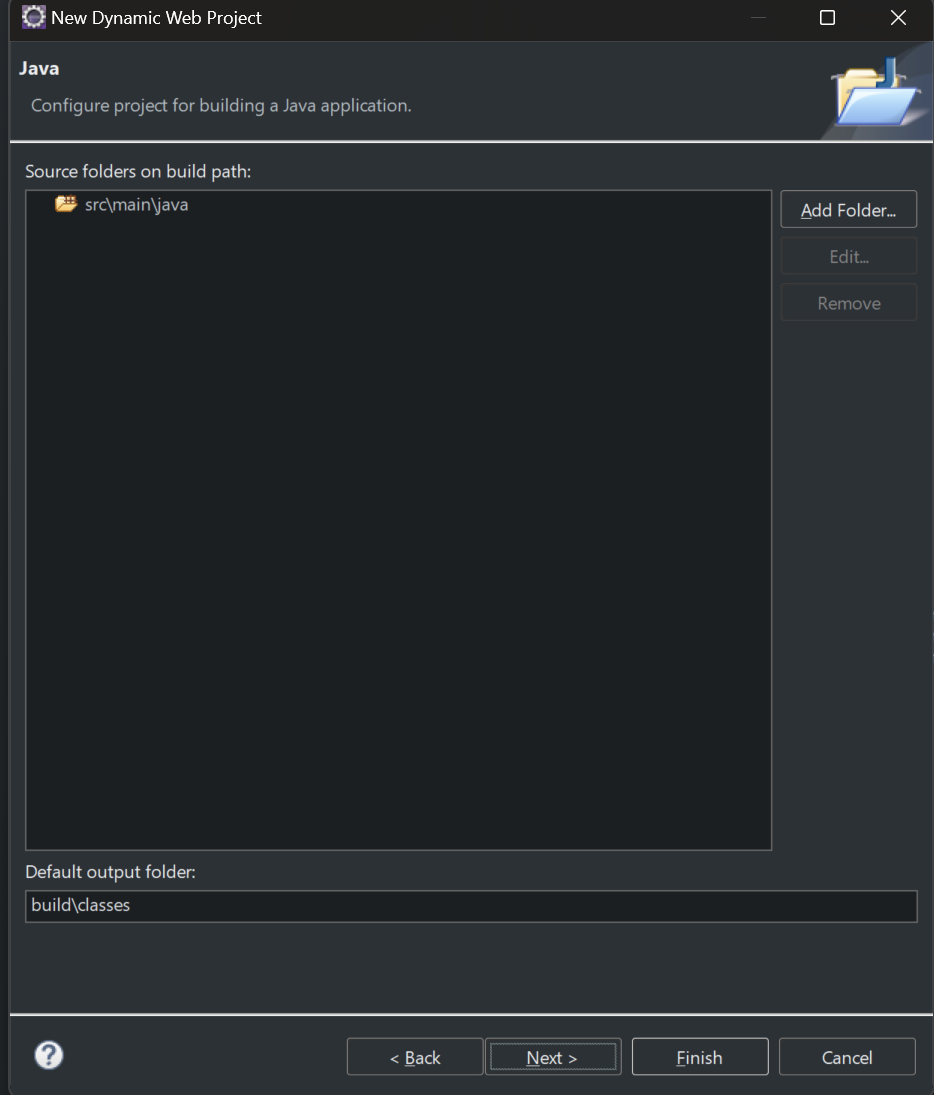 New Dynamic Web Project
Java
Configure project for building a Java application.
Source folders on build path:
src\main\java
Add Folder...
Edit...
Remove
Default output folder:
build\classes
< Back
Next >
Finish
Cancel